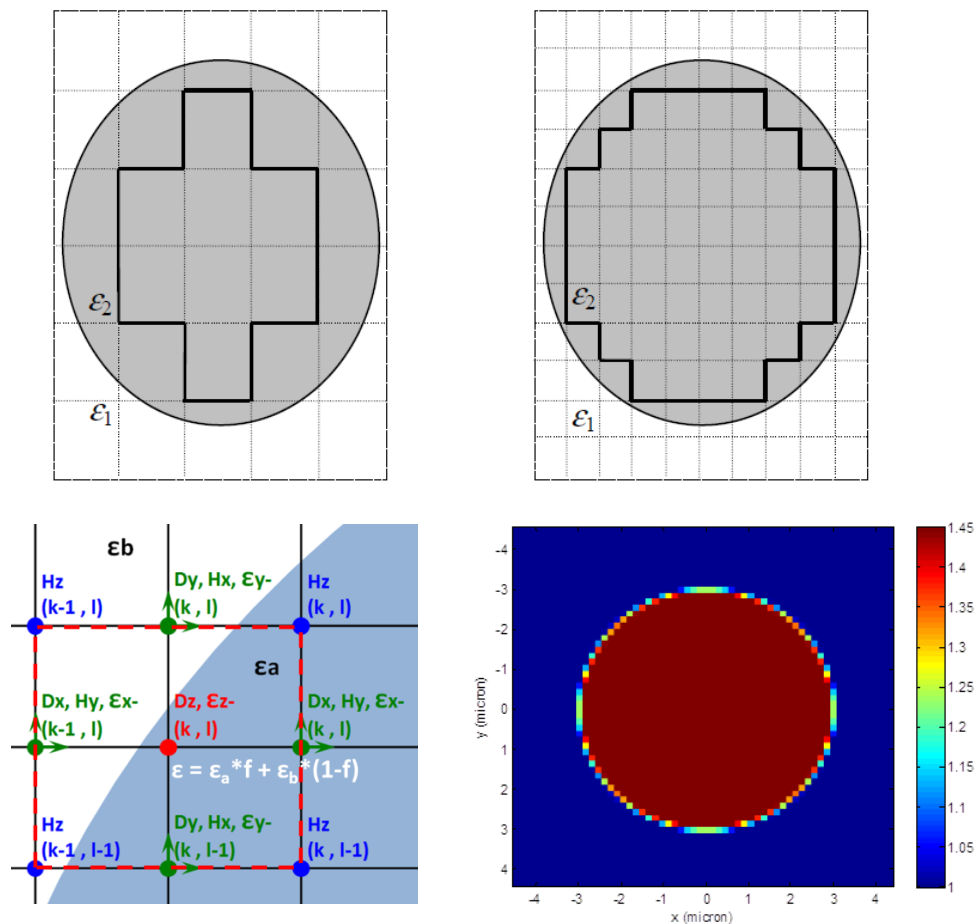 ε2
ε1
ε2
ε1
εb
Hz
(k-1 , l)
Dy, Hx, εy-
(k , l)
Hz
(k , l)
εa
Dx, Hy, εx-
(k-1 , l)
Dz, εz-
(k , l)
Dx, Hy, εx-
(k , l)
ε = εa*f + εb*(1-f)
Hz
(k-1 , l-1)
Dy, Hx, εy-
(k , l-1)
Hz
(k , l-1)
y (micron)
-4
-3
-2
-1
0
1
2
3
4
-4 -3 -2 -1 0 1 2 3 4
x (micron)
1.45
1.4
1.35
1.3
1.25
1.2
1.15
1.1
1.05
1